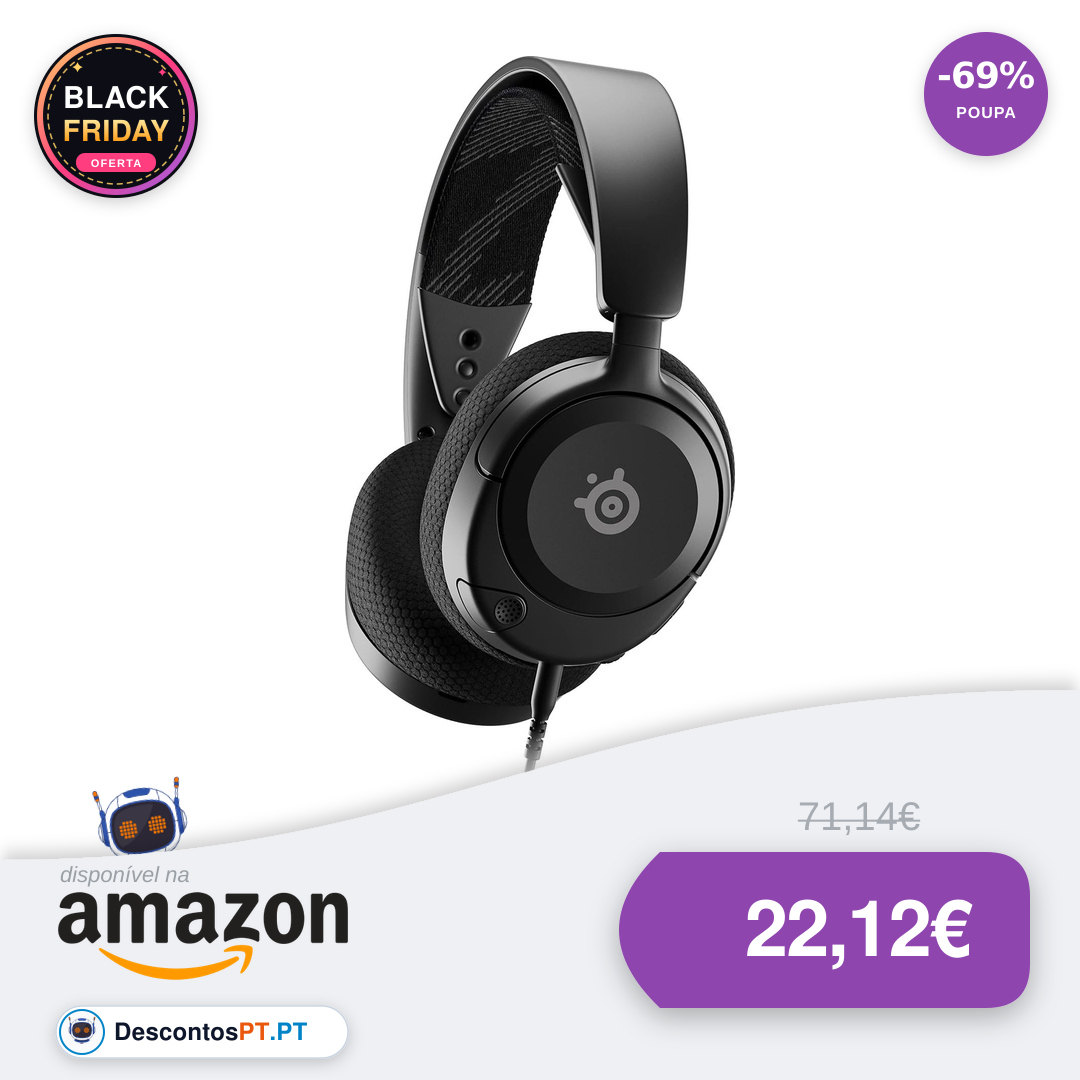 BLACK
FRIDAY
OFERTA
-69%
POUPA
71,14€
22,12€
disponível na
amazon
DescontosPT.PT